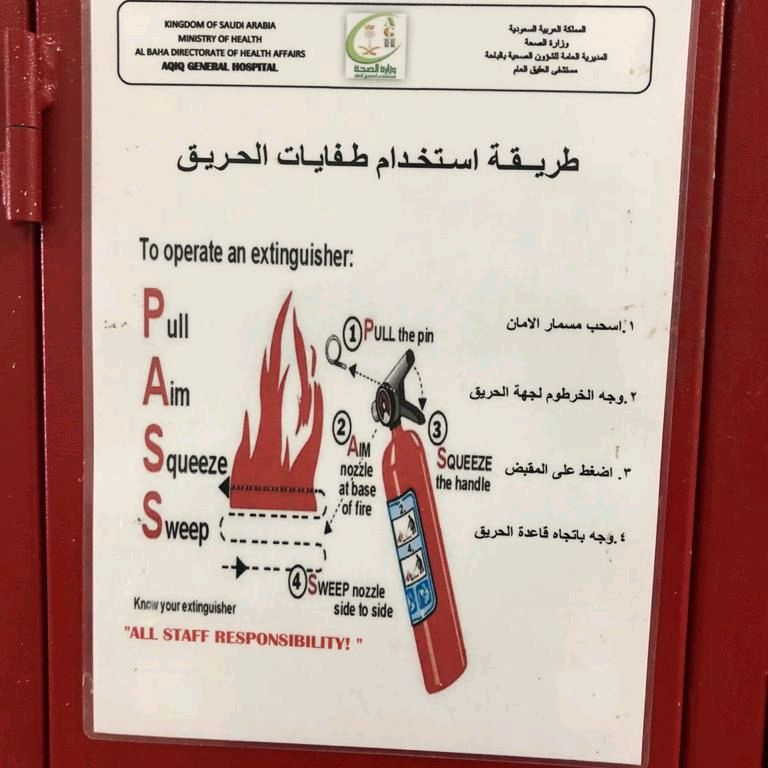 KINGDOM OF SAUDI ARABIA
MINISTRY OF HEALTH
AL BAHA DIRECTORATE OF HEALTH AFFAIRS
AQIQ GENERAL HOSPITAL
AGH
وزارة الصحة
المملكة العربية السعودية
وزارة الصحة
المديرية العامة للشؤون الصحية بالباحة
مستشفى العقيق العام
طريقة استخدام طفايات الحريق
To operate an extinguisher:
Pull
Aim
Squeeze
Sweep
1 PULL the pin
2 AIM
nozzle
at base
of fire
3
SQUEEZE
the handle
4 SWEEP nozzle
side to side
Know your extinguisher
"ALL STAFF RESPONSIBILITY! "
١.اسحب مسمار الامان
٢.وجه الخرطوم لجهة الحريق
٣. اضغط على المقبض
٤.وجه باتجاه قاعدة الحريق